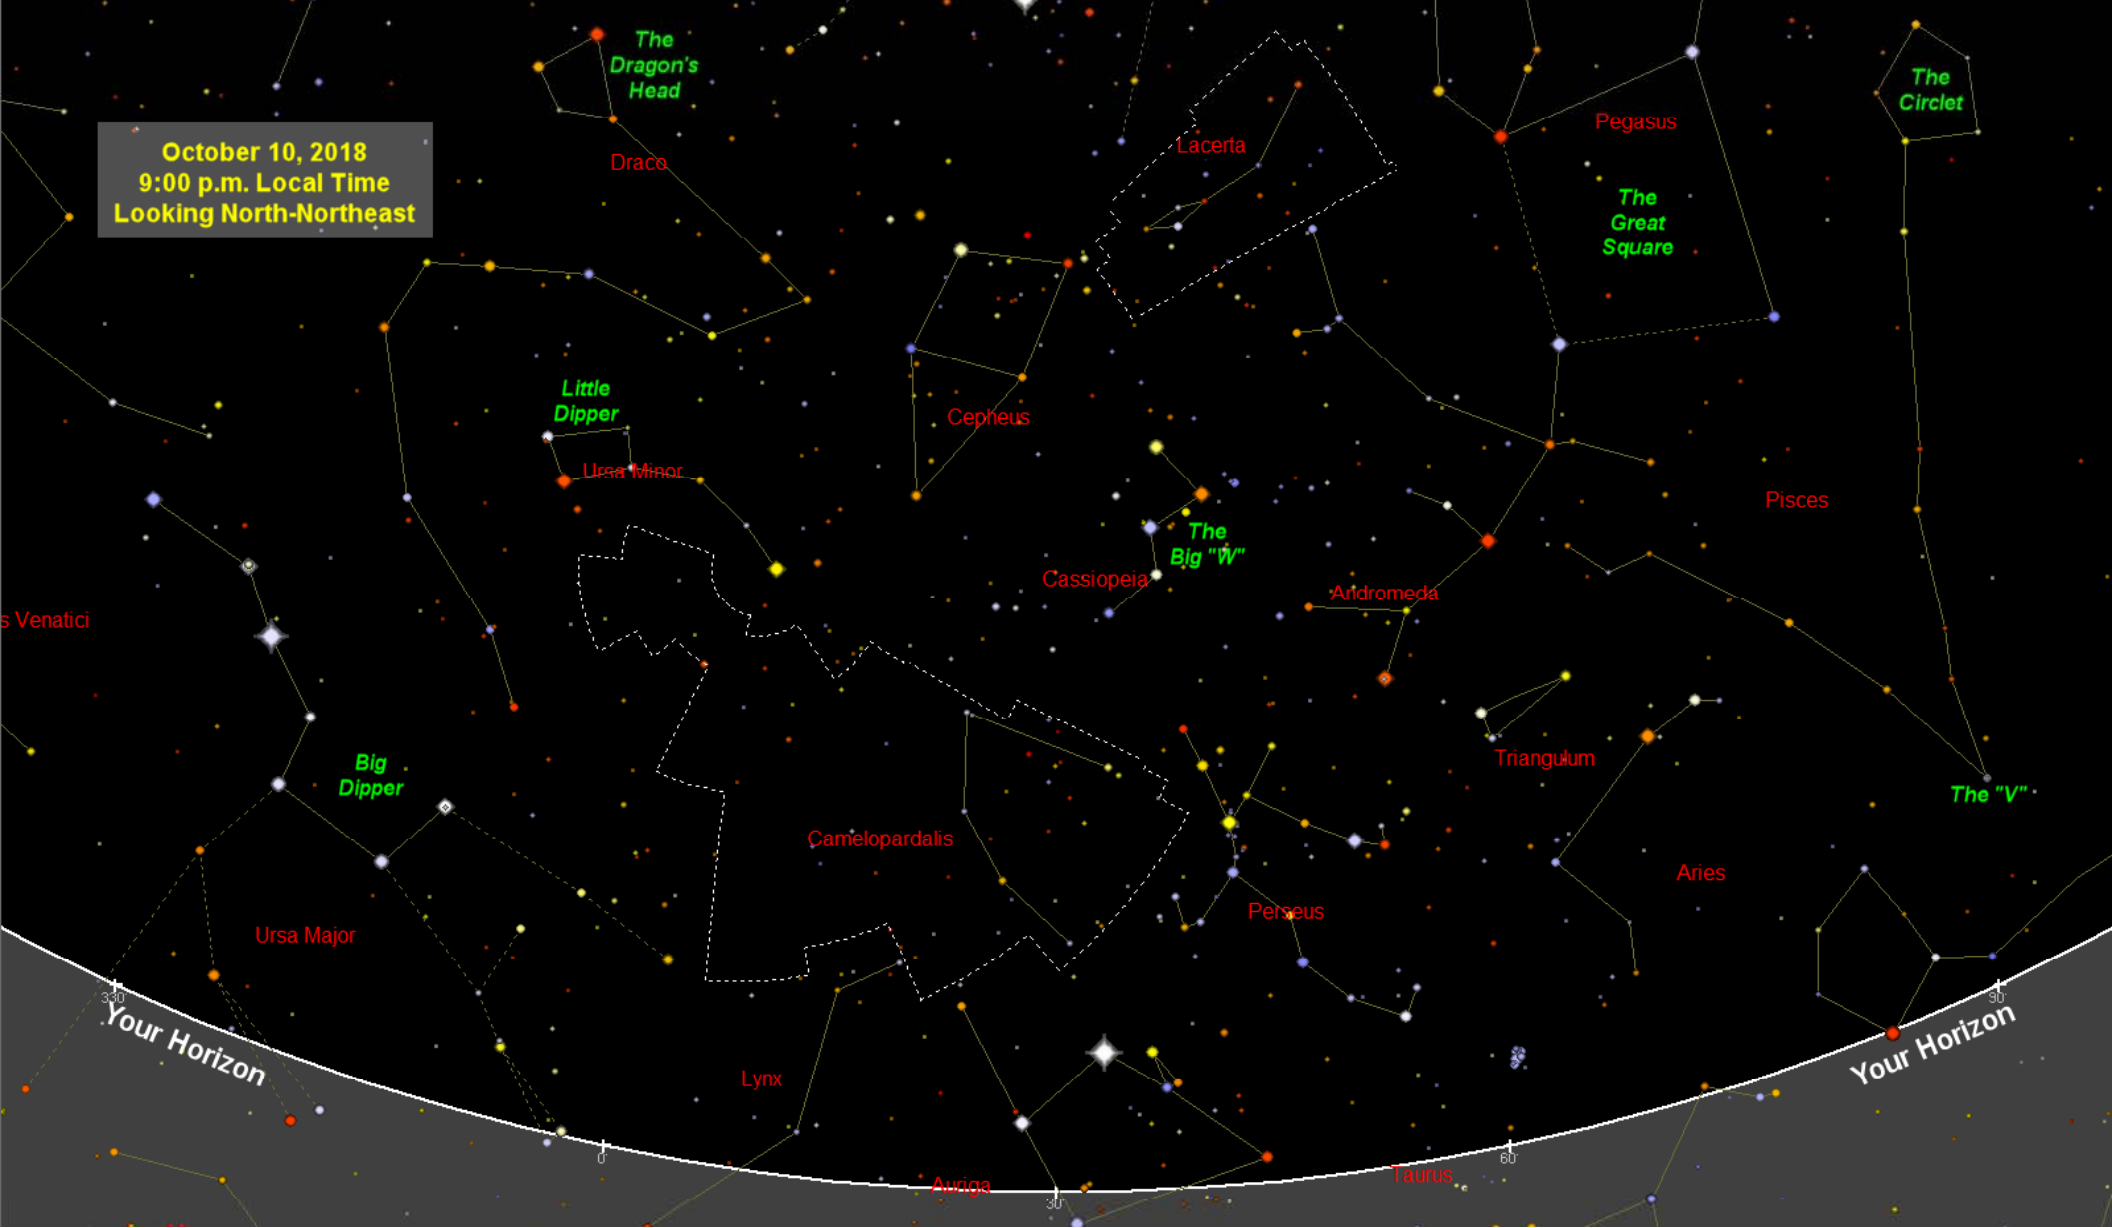 The
Dragon's
Head
The
Circlet
October 10, 2018
9:00 p.m. Local Time
Looking North-Northeast
Draco
Lacerta
Pegasus
The
Great
Square
Little
Dipper
Ursa Minor
Cepheus
Pisces
The
Big "W"
Cassiopeia
Andromeda
s Venatici
Big
Dipper
Triangulum
The "V"
Camelopardalis
Aries
Perseus
Ursa Major
330
90
Your Horizon
Your Horizon
Lynx
0
60
Auriga
Taurus
30